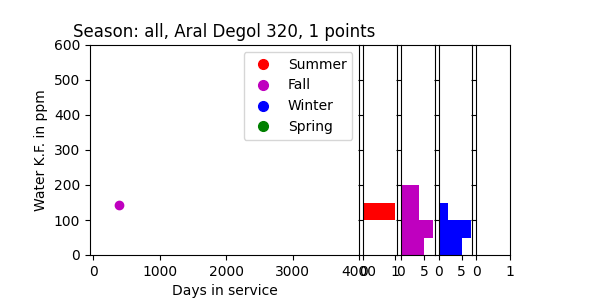 Season: all, Aral Degol 320, 1 points
Water K.F. in ppm
600
500
400
300
200
100
0
Summer
Fall
Winter
Spring
0 1000 2000 3000 4000
0 1
0 5
0 5
0 1
Days in service